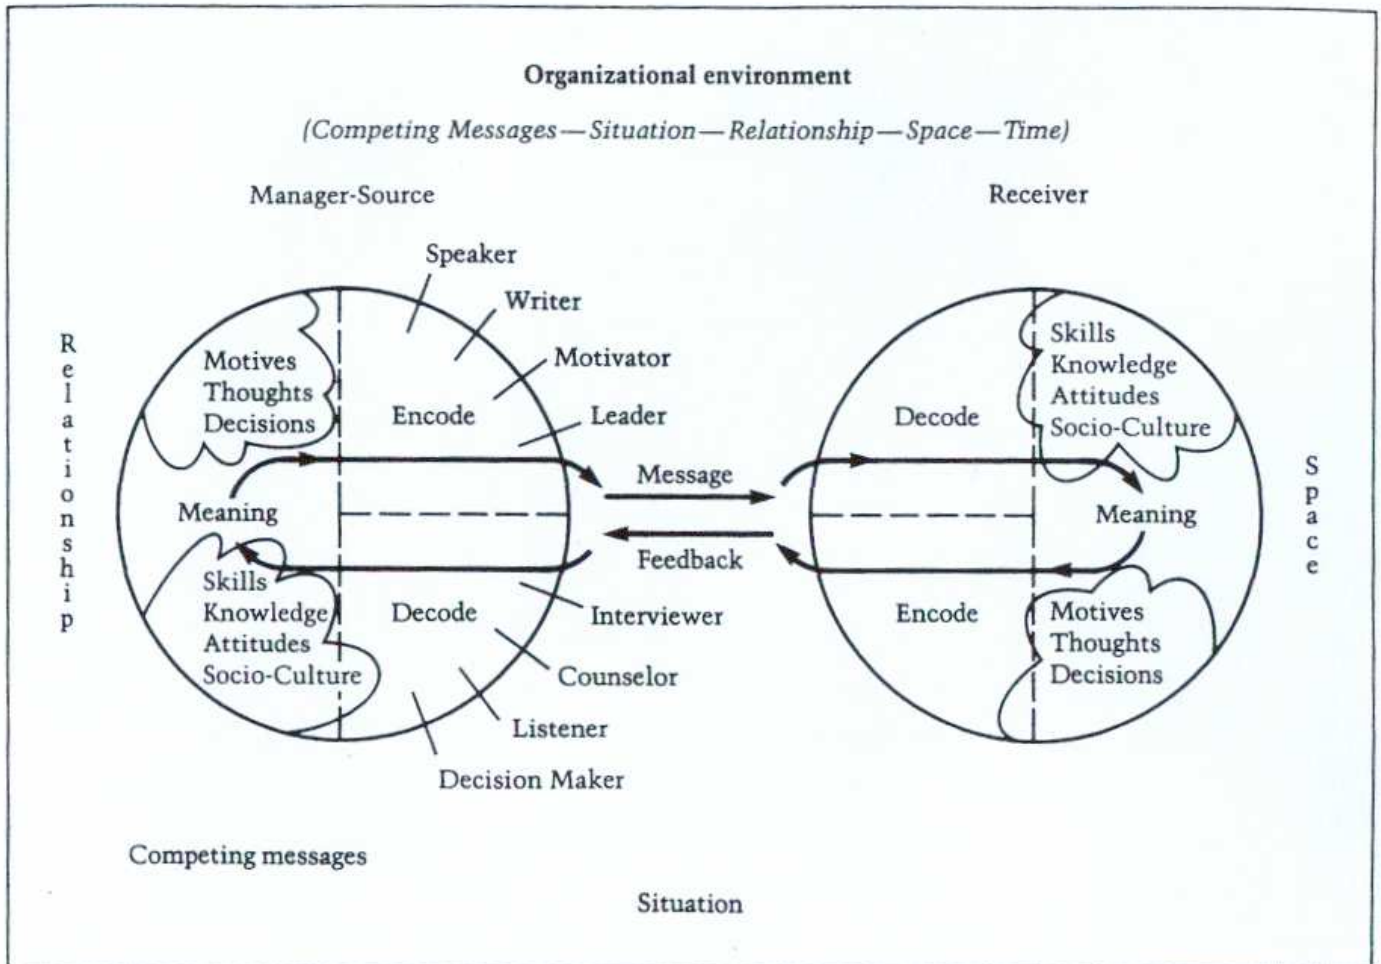 Organizational environment
(Competing Messages—Situation—Relationship—Space—Time)
Manager-Source
Receiver
Speaker
Writer
Motivator
Leader
Relationship
Motives
Thoughts
Decisions
Encode
Decode
Skills
Knowledge
Attitudes
Socio-Culture
Message
Meaning
Meaning
Space
Feedback
Skills
Knowledge
Attitudes
Socio-Culture
Decode
Interviewer
Counselor
Listener
Decision Maker
Encode
Motives
Thoughts
Decisions
Competing messages
Situation